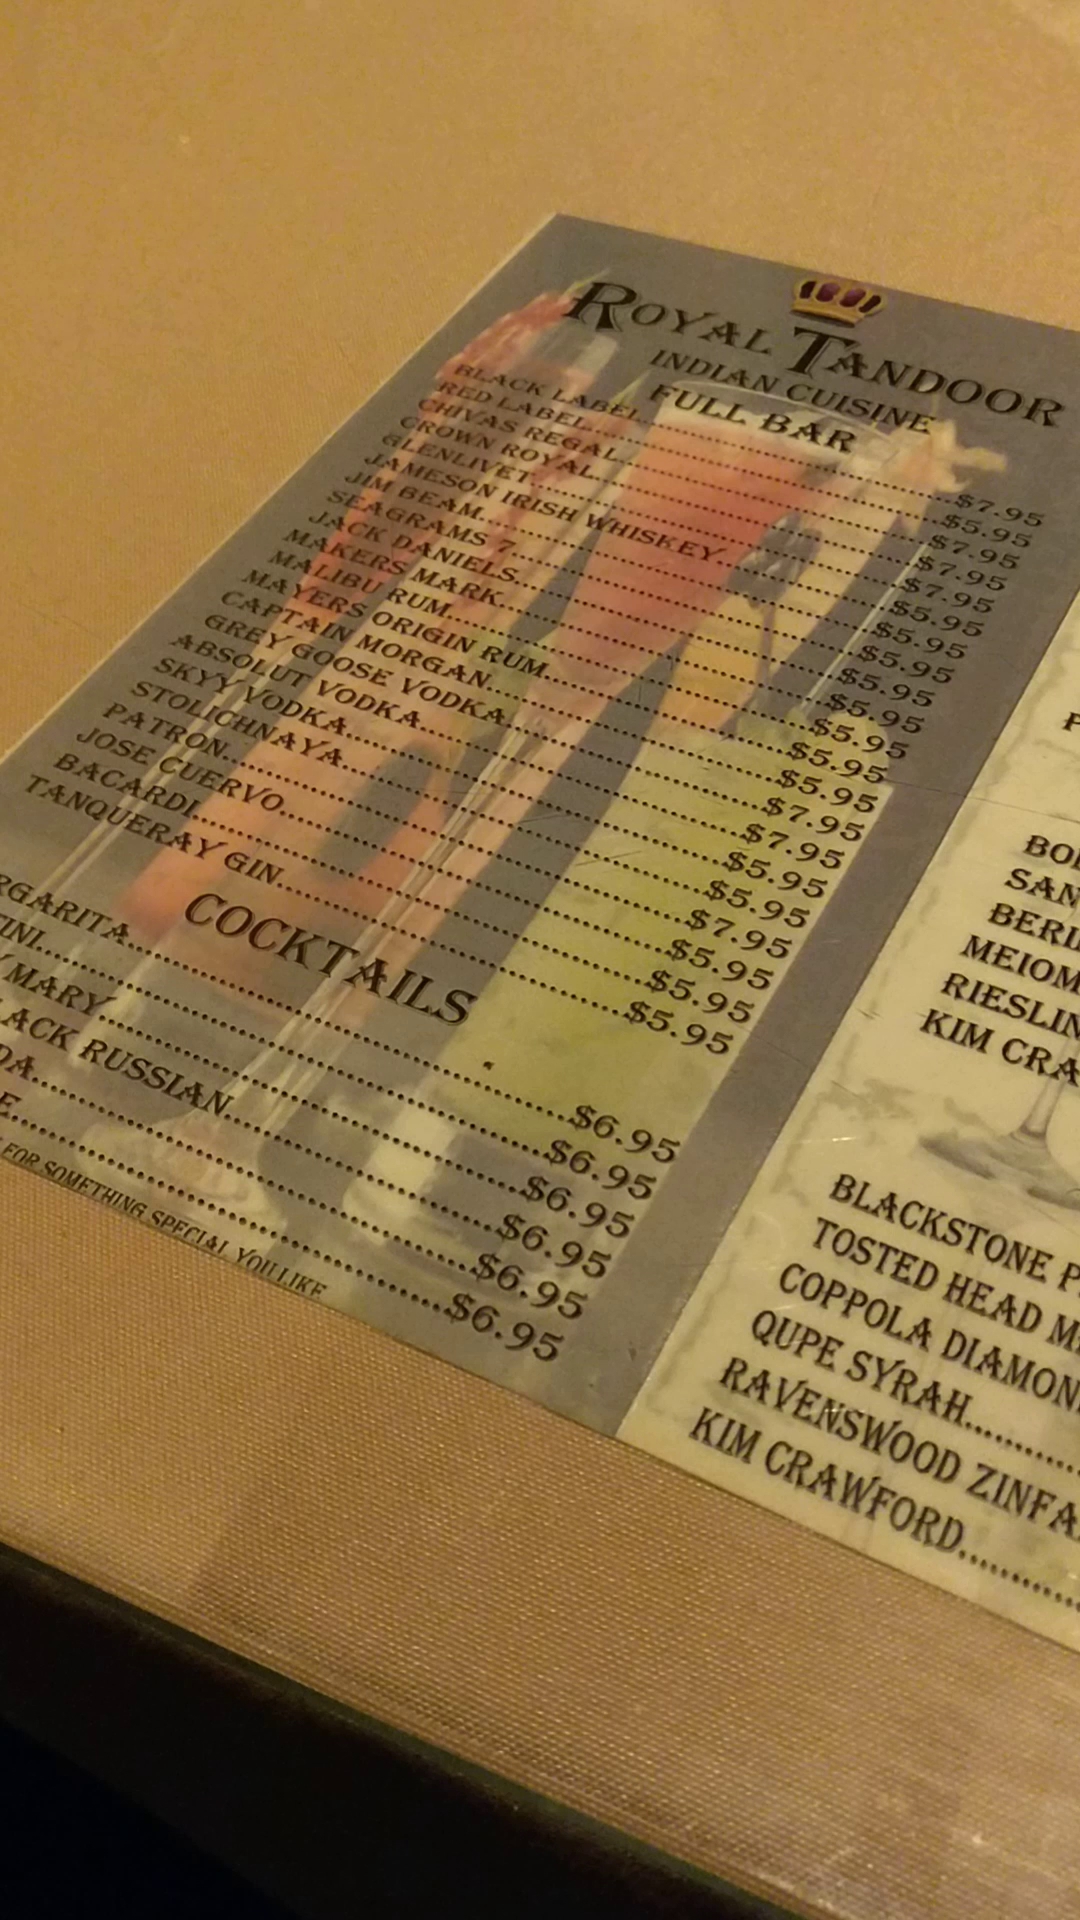 ROYAL TANDOOR
INDIAN CUISINE
FULL BAR
BLACK LABEL $7.95
RED LABEL $5.95
CHIVAS REGAL $7.95
CROWN ROYAL $7.95
GLENLIVET $7.95
JAMESON IRISH WHISKEY $5.95
JIM BEAM $5.95
SEAGRAMS 7 $5.95
JACK DANIELS $5.95
MAKERS MARK $5.95
MALIBU RUM $5.95
MAYERS ORIGIN RUM $5.95
CAPTAIN MORGAN $5.95
GREY GOOSE VODKA $7.95
ABSOLUT VODKA $7.95
SKYY VODKA $5.95
STOLICHNAYA $5.95
PATRON $7.95
JOSE CUERVO $5.95
BACARDI $5.95
TANQUERAY GIN $5.95
COCKTAILS
RGARITA $6.95
TINI $6.95
MARY $6.95
LACK RUSSIAN $6.95
DA $6.95
E $6.95
FOR SOMETHING SPECIAL YOU LIKE
BERI
MEIOM
RIESLIN
KIM CRA
BLACKSTONE P
TOSTED HEAD M
COPPOLA DIAMON
QUPE SYRAH
RAVENSWOOD ZINFA
KIM CRAWFORD